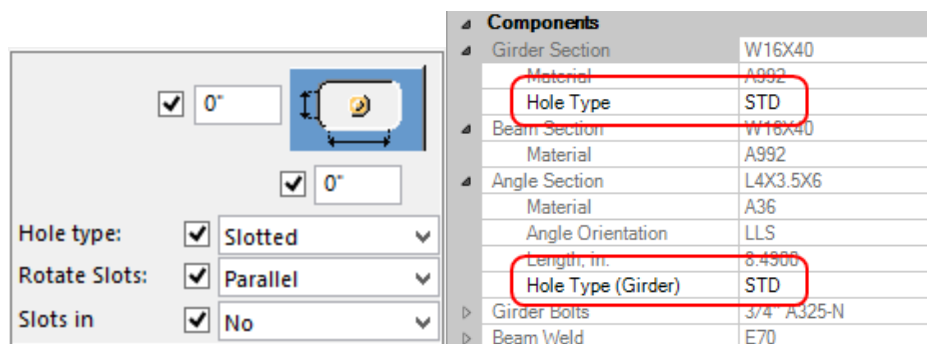 0"
0"
Hole type: Slotted
Rotate Slots: Parallel
Slots in No
Components
Girder Section W16X40
Material A992
Hole Type STD
Beam Section W16X40
Material A992
Angle Section L4X3.5X6
Material A36
Angle Orientation LLS
Length, in. 8.4900
Hole Type (Girder) STD
Girder Bolts 3/4" A325-N
Beam Weld E70